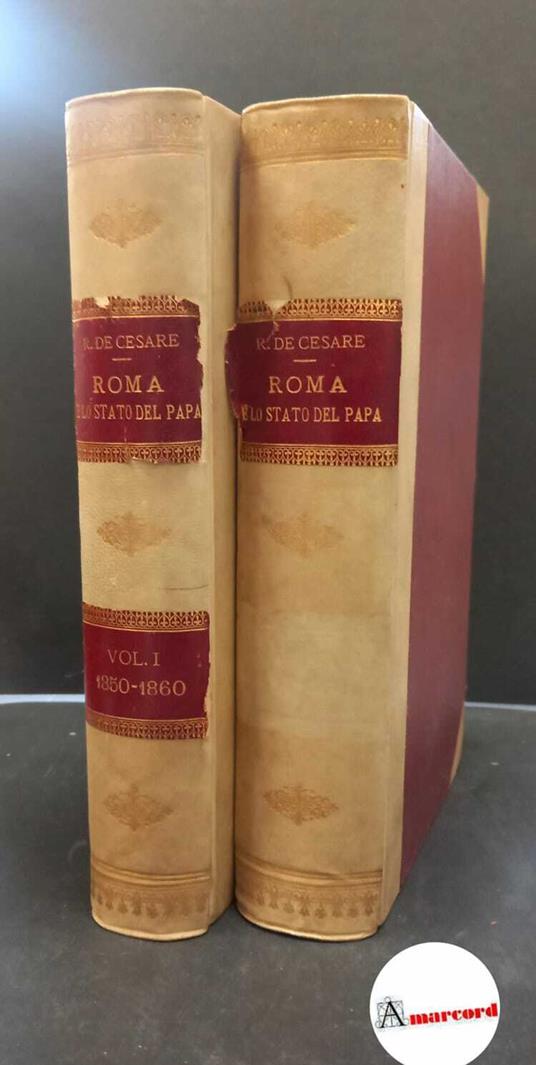 R. DE CESARE
ROMA
E LO STATO DEL PAPA
VOL. I
1850-1860
R. DE CESARE
ROMA
E LO STATO DEL PAPA
Amarcord